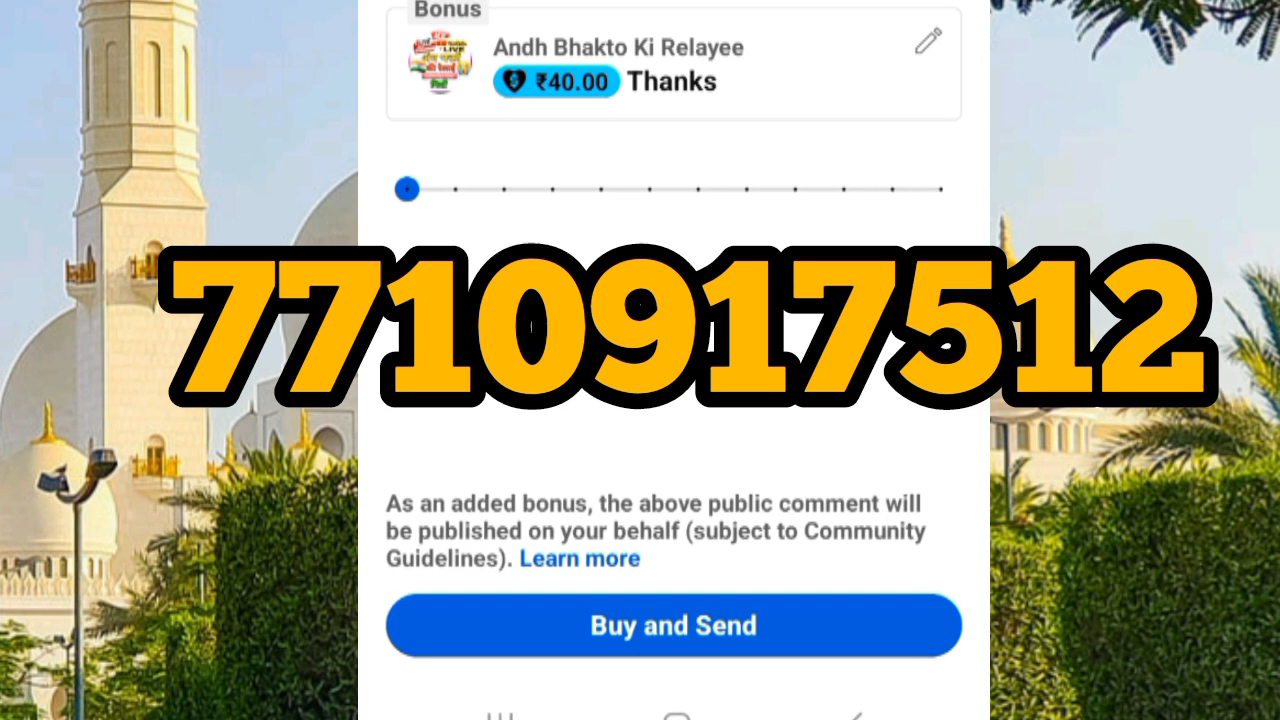 Bonus
Andh Bhakto Ki Relayee
₹40.00 Thanks
7710917512
As an added bonus, the above public comment will
be published on your behalf (subject to Community
Guidelines). Learn more
Buy and Send